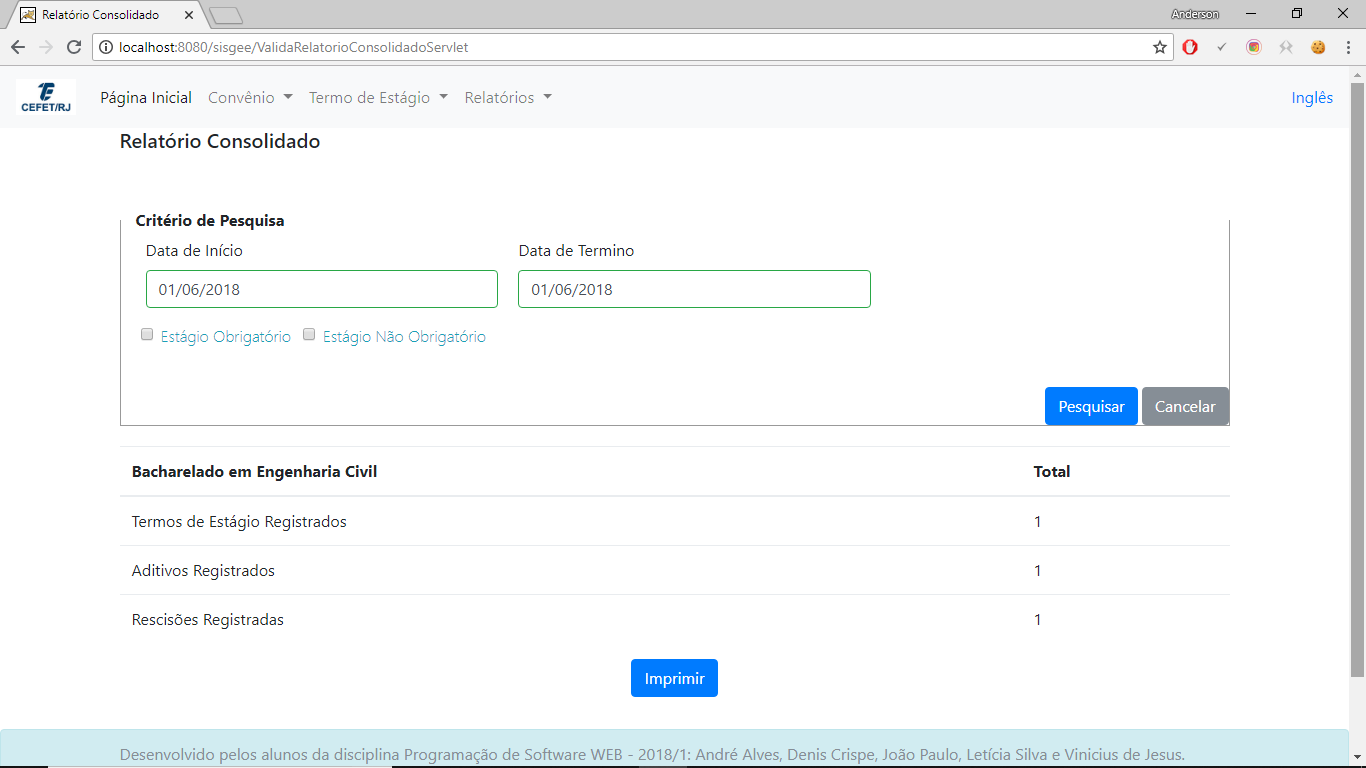 Relatório Consolidado
Anderson
localhost:8080/sisgee/ValidaRelatorioConsolidadoServlet
CEFET/RJ
Página Inicial Convênio Termo de Estágio Relatórios Inglês
Relatório Consolidado
Critério de Pesquisa
Data de Início Data de Termino
01/06/2018 01/06/2018
Estágio Obrigatório Estágio Não Obrigatório
Pesquisar Cancelar
Bacharelado em Engenharia Civil Total
Termos de Estágio Registrados 1
Aditivos Registrados 1
Rescisões Registradas 1
Imprimir
Desenvolvido pelos alunos da disciplina Programação de Software WEB - 2018/1: André Alves, Denis Crispe, João Paulo, Letícia Silva e Vinicius de Jesus.